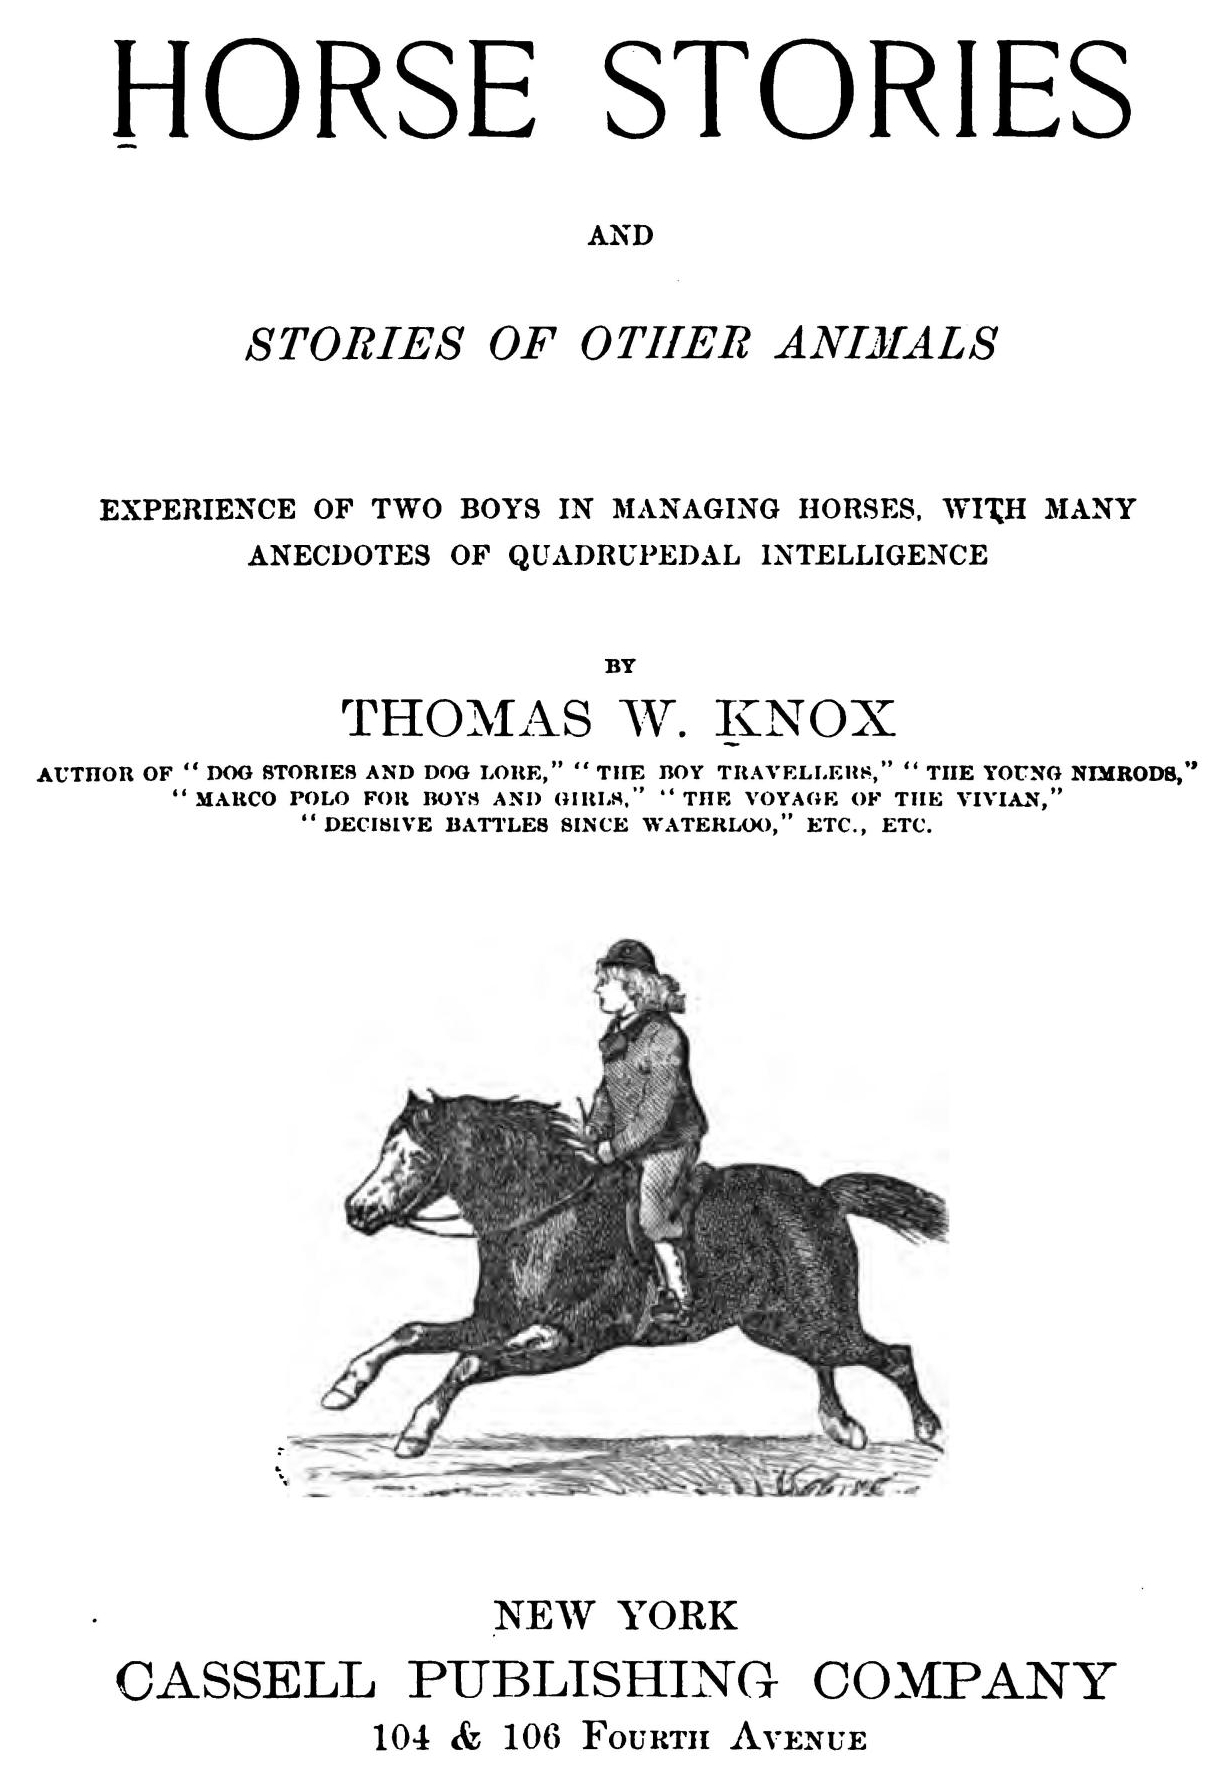 HORSE STORIES
AND
STORIES OF OTHER ANIMALS
EXPERIENCE OF TWO BOYS IN MANAGING HORSES, WITH MANY
ANECDOTES OF QUADRUPEDAL INTELLIGENCE
BY
THOMAS W. KNOX
AUTHOR OF “ DOG STORIES AND DOG LORE,” “ THE BOY TRAVELLERS,” “ THE YOUNG NIMRODS,”
“ MARCO POLO FOR BOYS AND GIRLS,” “ THE VOYAGE OF THE VIVIAN,”
“ DECISIVE BATTLES SINCE WATERLOO,” ETC., ETC.
NEW YORK
CASSELL PUBLISHING COMPANY
104 & 106 FOURTH AVENUE